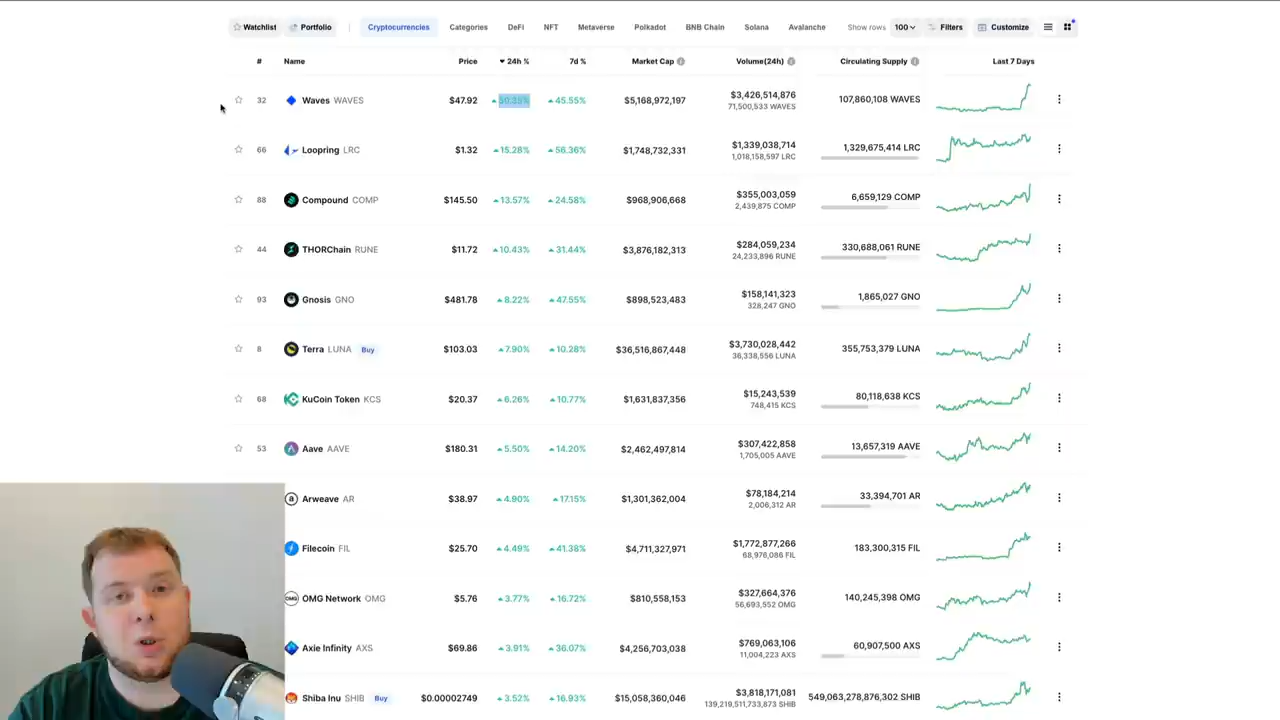 Watchlist Portfolio Cryptocurrencies Categories DeFi NFT Metaverse Polkadot BNB Chain Solana Avalanche Show rows 100 Filters Customize
# Name Price 24h % 7d % Market Cap Volume(24h) Circulating Supply Last 7 Days
32 Waves WAVES $47.92 45.55% $5,168,972,197 $3,426,514,876 107,860,108 WAVES
71,500,533 WAVES
66 Loopring LRC $1.32 15.28% 56.36% $1,748,732,331 $1,339,038,714 1,329,675,414 LRC
1,018,158,597 LRC
88 Compound COMP $145.50 13.57% 24.58% $968,906,668 $355,003,059 6,659,129 COMP
2,439,875 COMP
44 THORChain RUNE $11.72 10.43% 31.44% $3,876,182,313 $284,059,234 330,688,061 RUNE
24,233,896 RUNE
93 Gnosis GNO $481.78 8.22% 47.55% $898,523,483 $158,141,323 1,865,027 GNO
328,247 GNO
8 Terra LUNA Buy $103.03 7.90% 10.28% $36,516,867,448 $3,730,028,442 355,753,379 LUNA
36,338,556 LUNA
68 KuCoin Token KCS $20.37 6.26% 10.77% $1,631,837,356 $15,243,539 80,118,638 KCS
748,415 KCS
53 Aave AAVE $180.31 5.50% 14.20% $2,462,497,814 $307,422,858 13,657,319 AAVE
1,705,005 AAVE
Arweave AR $38.97 4.90% 17.15% $1,301,362,004 $78,184,214 33,394,701 AR
2,006,312 AR
Filecoin FIL $25.70 4.49% 41.38% $4,711,327,971 $1,772,877,266 183,300,315 FIL
68,976,086 FIL
OMG Network OMG $5.76 3.77% 16.72% $810,558,153 $327,664,376 140,245,398 OMG
56,693,552 OMG
Axie Infinity AXS $69.86 3.91% 36.07% $4,256,703,038 $769,063,106 60,907,500 AXS
11,004,223 AXS
Shiba Inu SHIB Buy $0.00002749 3.52% 16.93% $15,058,360,046 $3,818,171,081 549,063,278,876,302 SHIB
139,219,511,733,873 SHIB